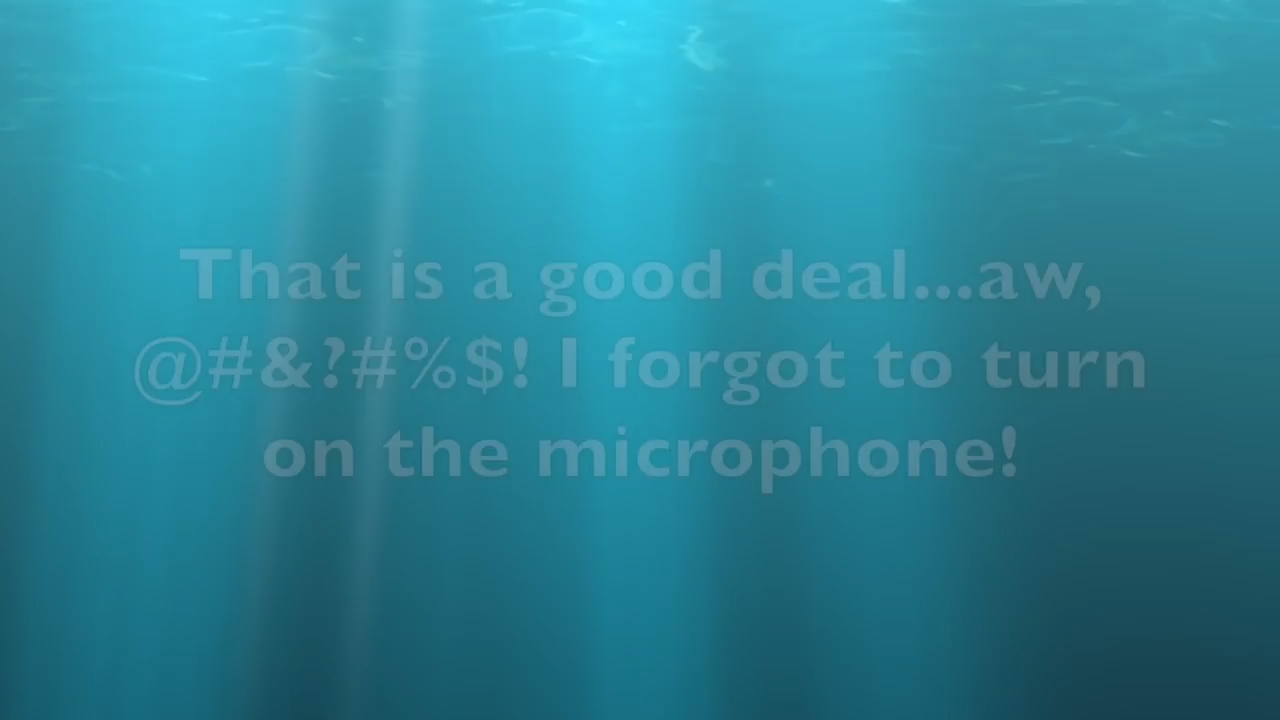 That is a good deal...aw,
@#&?#%$! I forgot to turn
on the microphone!